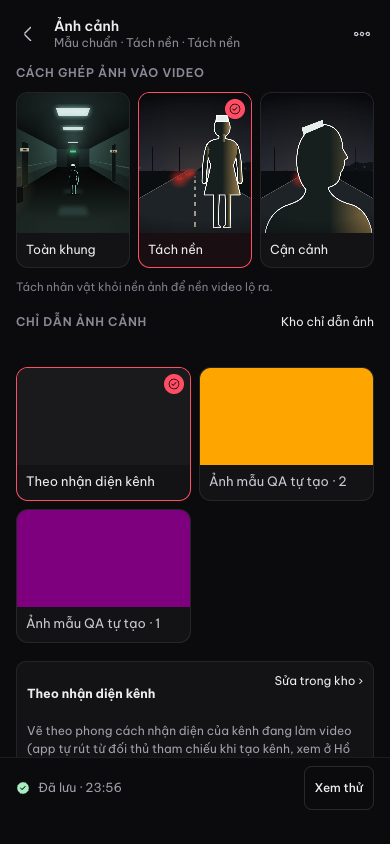 Ảnh cảnh
Mẫu chuẩn · Tách nền · Tách nền
CÁCH GHÉP ẢNH VÀO VIDEO
Toàn khung
Tách nền
Cận cảnh
Tách nhân vật khỏi nền ảnh để nền video lộ ra.
CHỈ DẪN ẢNH CẢNH
Kho chỉ dẫn ảnh
Theo nhận diện kênh
Ảnh mẫu QA tự tạo · 2
Ảnh mẫu QA tự tạo · 1
Sửa trong kho ›
Theo nhận diện kênh
Vẽ theo phong cách nhận diện của kênh đang làm video
(app tự rút từ đối thủ tham chiếu khi tạo kênh, xem ở Hồ
Đã lưu · 23:56
Xem thử